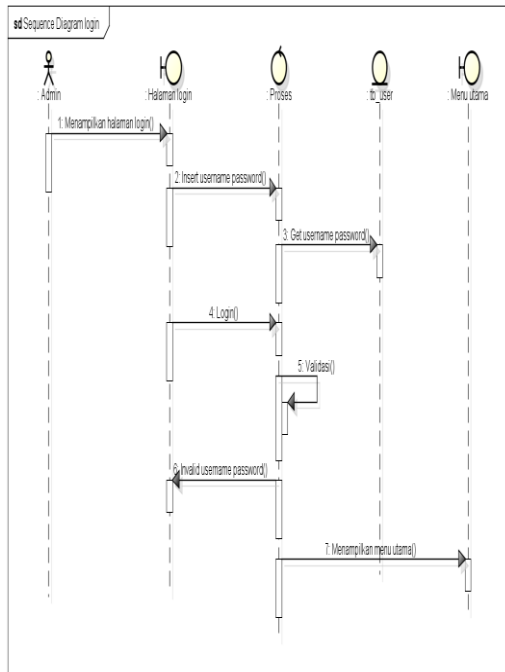 sd Sequence Diagram login
: Admin
: Halaman login
: Proses
: tb_user
: Menu utama
1: Menampilkan halaman login()
2: Insert username password()
3: Get username password()
4: Login()
5: Validasi()
6: Invalid username password()
7: Menampilkan menu utama()